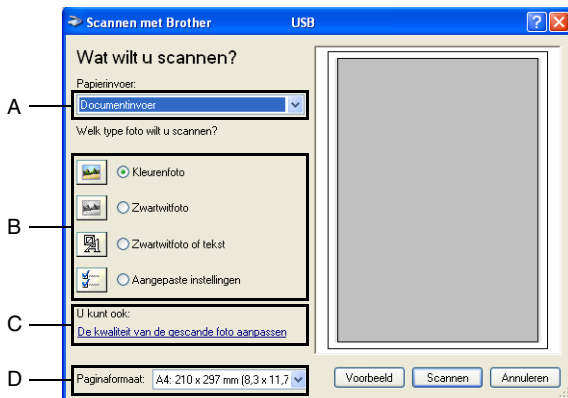 Scannen met Brother USB
Wat wilt u scannen?
Papierinvoer:
A
Documentinvoer
Welk type foto wilt u scannen?
B
Kleurenfoto
Zwartwitfoto
Zwartwitfoto of tekst
Aangepaste instellingen
C
U kunt ook:
De kwaliteit van de gescande foto aanpassen
D
Paginaformaat: A4: 210 x 297 mm (8,3 x 11,7
Voorbeeld Scannen Annuleren